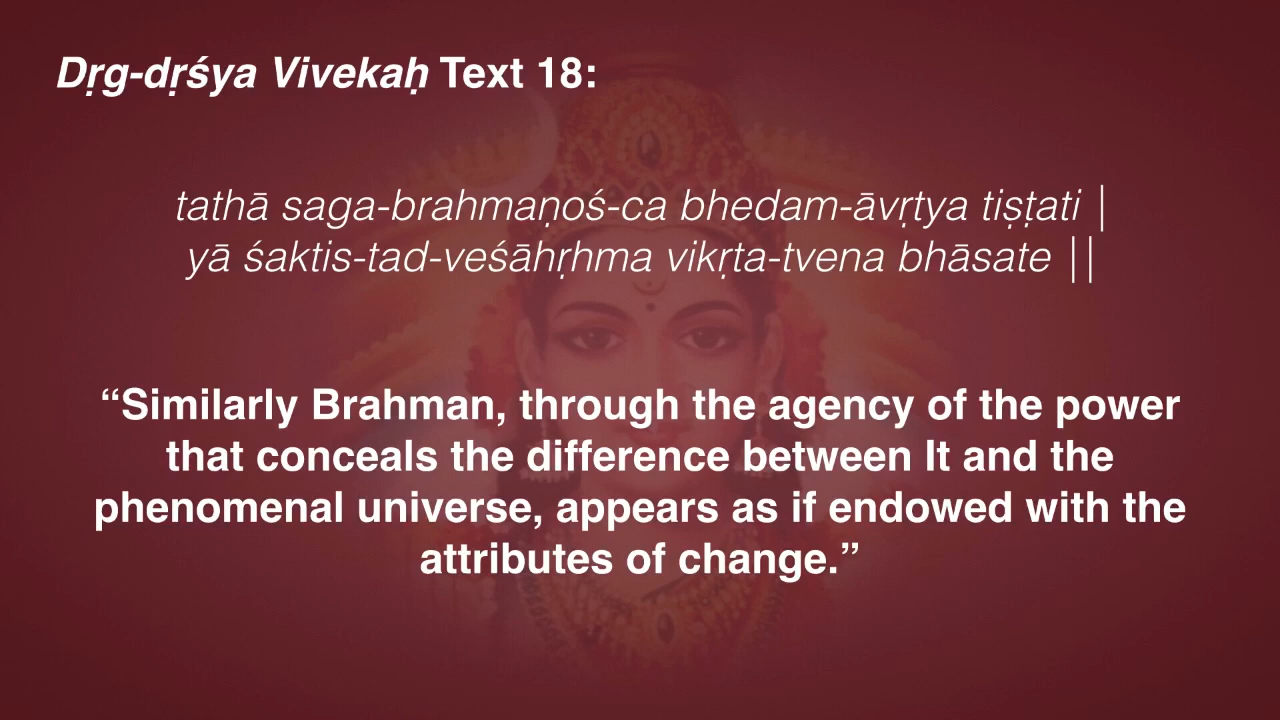 Dṛg-dṛśya Vivekaḥ Text 18:
tathā saga-brahmaṇoś-ca bhedam-āvṛtya tiṣṭati |
yā śaktis-tad-veśāhṛhma vikṛta-tvena bhāsate ||
“Similarly Brahman, through the agency of the power
that conceals the difference between It and the
phenomenal universe, appears as if endowed with the
attributes of change.”